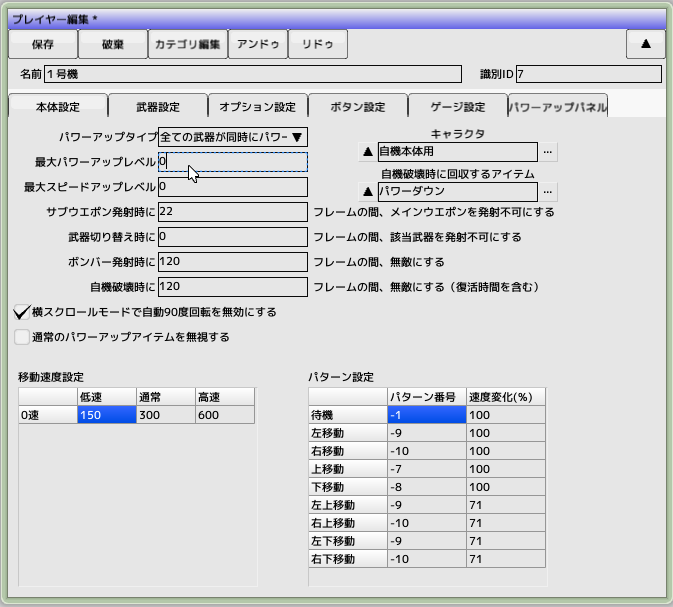 プレイヤー編集 *
保存 破棄 カテゴリ編集 アンドゥ リドゥ ▲
名前 1号機 識別ID 7
本体設定 武器設定 オプション設定 ボタン設定 ゲージ設定 パワーアップパネル
パワーアップタイプ 全ての武器が同時にパワー ▼ キャラクタ
最大パワーアップレベル 0 ▲ 自機本体用 ...
最大スピードアップレベル 0 自機破壊時に回収するアイテム
▲ パワーダウン ...
サブウエポン発射時に 22 フレームの間、メインウエポンを発射不可にする
武器切り替え時に 0 フレームの間、該当武器を発射不可にする
ボンバー発射時に 120 フレームの間、無敵にする
自機破壊時に 120 フレームの間、無敵にする（復活時間を含む）
横スクロールモードで自動90度回転を無効にする
通常のパワーアップアイテムを無視する
移動速度設定 パターン設定
低速 通常 高速 パターン番号 速度変化(%)
0速 150 300 600 待機 -1 100
左移動 -9 100
右移動 -10 100
上移動 -7 100
下移動 -8 100
左上移動 -9 71
右上移動 -10 71
左下移動 -9 71
右下移動 -10 71